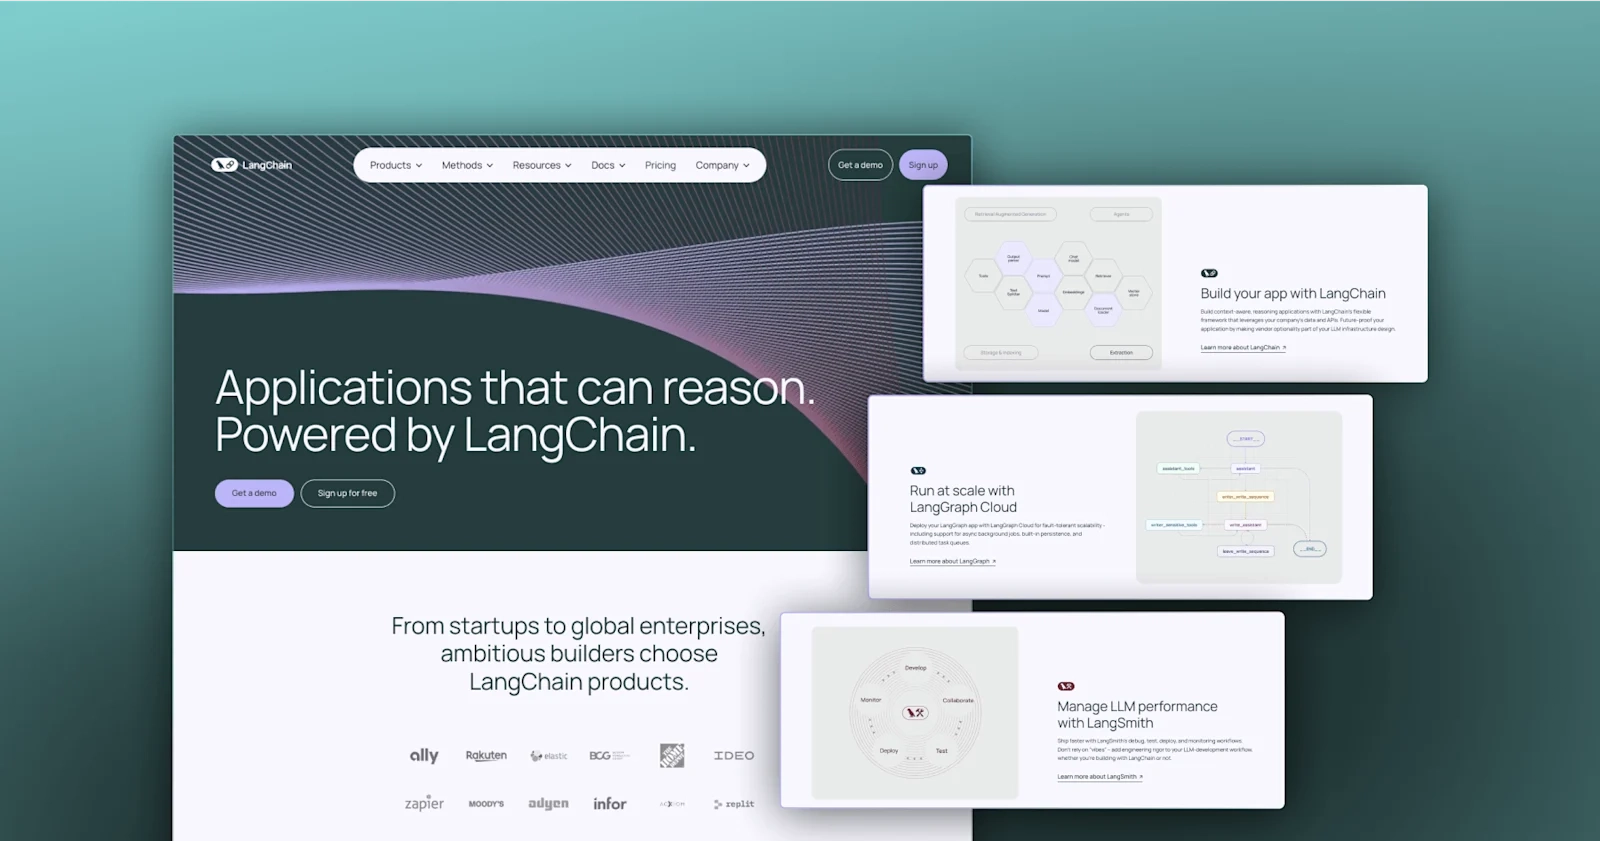 LangChain
Products
Methods
Resources
Docs
Pricing
Company
Get a demo
Sign up
Applications that can reason.
Powered by LangChain.
Get a demo
Sign up for free
From startups to global enterprises,
ambitious builders choose
LangChain products.
ally
Rakuten
elastic
BCG
IDEO
zapier
MOODY'S
adyen
infor
replit
Retrieval Augmented Generation
Agents
Output
parser
Chat
model
Tools
Prompt
Retriever
Text
Splitter
Embeddings
Vector
store
Model
Document
loader
Storage & Indexing
Extraction
Build your app with LangChain
Build context-aware, reasoning applications with LangChain's flexible
framework that leverages your company's data and APIs. Future-proof your
application by making vendor optionality part of your LLM infrastructure design.
Learn more about LangChain
Run at scale with
LangGraph Cloud
Deploy your LangGraph app with LangGraph Cloud for fault-tolerant scalability -
including support for async background jobs, built-in persistence, and
distributed task queues.
Learn more about LangGraph
__START__
assistant_tools
assistant
enter_write_sequence
enter_sensitive_tools
write_assistant
leave_write_sequence
__END__
Develop
Monitor
Collaborate
Deploy
Test
Manage LLM performance
with LangSmith
Ship faster with LangSmith's debug, test, deploy, and monitoring workflows.
Don't rely on "vibes" – add engineering rigor to your LLM-development workflow,
whether you're building with LangChain or not.
Learn more about LangSmith